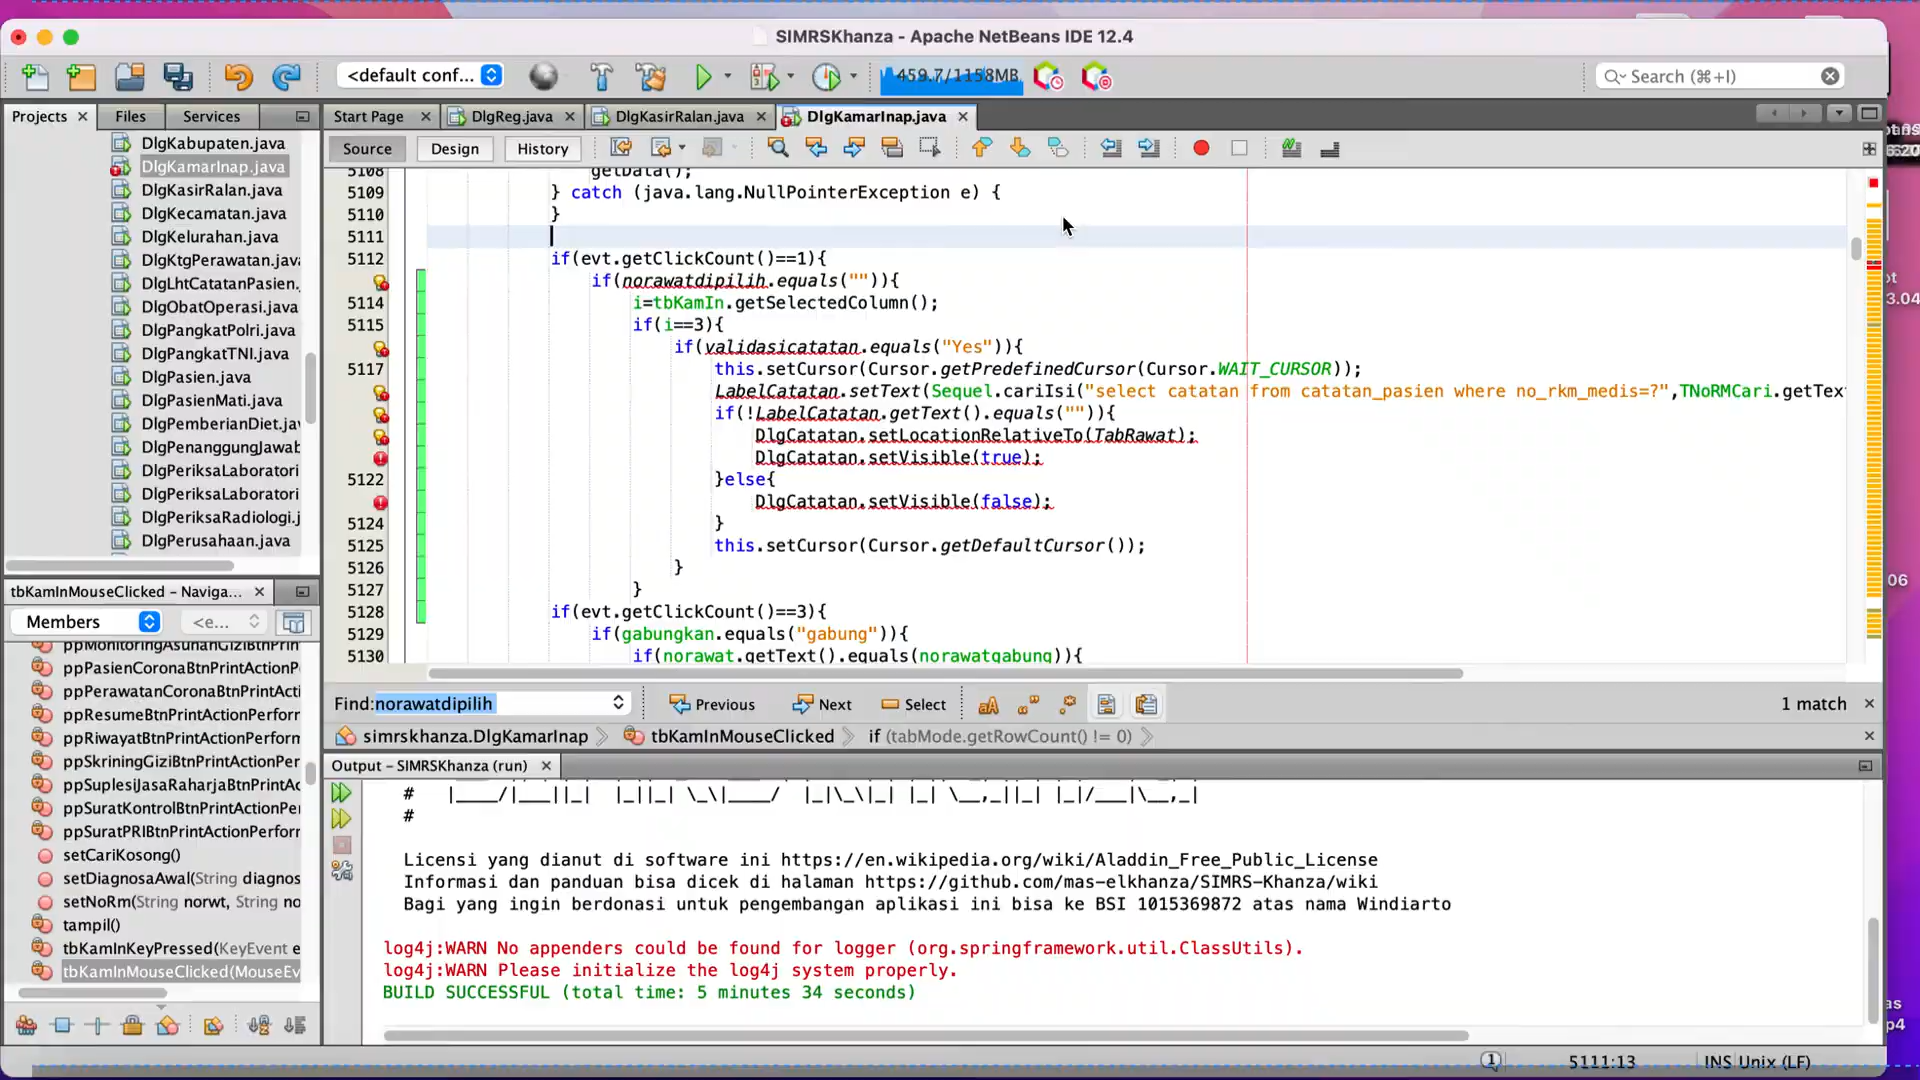 SIMRSKhanza - Apache NetBeans IDE 12.4
<default conf...
459.7/1158MB
Search (⌘+I)
Projects
Files
Services
Start Page
DlgReg.java
DlgKasirRalan.java
DlgKamarInap.java
Source
Design
History
DlgKabupaten.java
DlgKamarInap.java
DlgKasirRalan.java
DlgKecamatan.java
DlgKelurahan.java
DlgKtgPerawatan.java
DlgLhtCatatanPasien.
DlgObatOperasi.java
DlgPangkatPolri.java
DlgPangkatTNI.java
DlgPasien.java
DlgPasienMati.java
DlgPemberianDiet.jav
DlgPenanggungJawab
DlgPeriksaLaboratori
DlgPeriksaLaboratori
DlgPeriksaRadiologi.j
DlgPerusahaan.java
5108 getData();
5109 } catch (java.lang.NullPointerException e) {
5110 }
5111
5112 if(evt.getClickCount()==1){
if(norawatdipilih.equals("")){
5114 i=tbKamIn.getSelectedColumn();
5115 if(i==3){
if(validasicatatan.equals("Yes")){
5117 this.setCursor(Cursor.getPredefinedCursor(Cursor.WAIT_CURSOR));
LabelCatatan.setText(Sequel.cariIsi("select catatan from catatan_pasien where no_rkm_medis=?",TNoRMCari.getText
if(!LabelCatatan.getText().equals("")){
DlgCatatan.setLocationRelativeTo(TabRawat);
DlgCatatan.setVisible(true);
5122 }else{
DlgCatatan.setVisible(false);
5124 }
5125 this.setCursor(Cursor.getDefaultCursor());
5126 }
5127 }
5128 if(evt.getClickCount()==3){
5129 if(gabungkan.equals("gabung")){
5130 if(norawat.getText().equals(norawatgabung)){
Find: norawatdipilih
Previous
Next
Select
1 match
simrskhanza.DlgKamarInap
tbKamInMouseClicked
if (tabMode.getRowCount() != 0)
tbKamInMouseClicked - Naviga...
Members
<e...
ppMonitoringAsuhanGiziBtnPrin
ppPasienCoronaBtnPrintActionP
ppPerawatanCoronaBtnPrintActi
ppResumeBtnPrintActionPerforr
ppRiwayatBtnPrintActionPerforr
ppSkriningGiziBtnPrintActionPer
ppSuplesiJasaRaharjaBtnPrintAc
ppSuratKontrolBtnPrintActionPe
ppSuratPRIBtnPrintActionPerfor
setCariKosong()
setDiagnosaAwal(String diagnos
setNoRm(String norwt, String no
tampil()
tbKamInKeyPressed(KeyEvent e
tbKamInMouseClicked(MouseEv
Output - SIMRSKhanza (run)
# |____/|___||_| |_||_| \_\|____/ |_|\_\|_| |_| \__,_||_| |_|/___|\__,_|
#
Licensi yang dianut di software ini https://en.wikipedia.org/wiki/Aladdin_Free_Public_License
Informasi dan panduan bisa dicek di halaman https://github.com/mas-elkhanza/SIMRS-Khanza/wiki
Bagi yang ingin berdonasi untuk pengembangan aplikasi ini bisa ke BSI 1015369872 atas nama Windiarto
log4j:WARN No appenders could be found for logger (org.springframework.util.ClassUtils).
log4j:WARN Please initialize the log4j system properly.
BUILD SUCCESSFUL (total time: 5 minutes 34 seconds)
1
5111:13
INS Unix (LF)